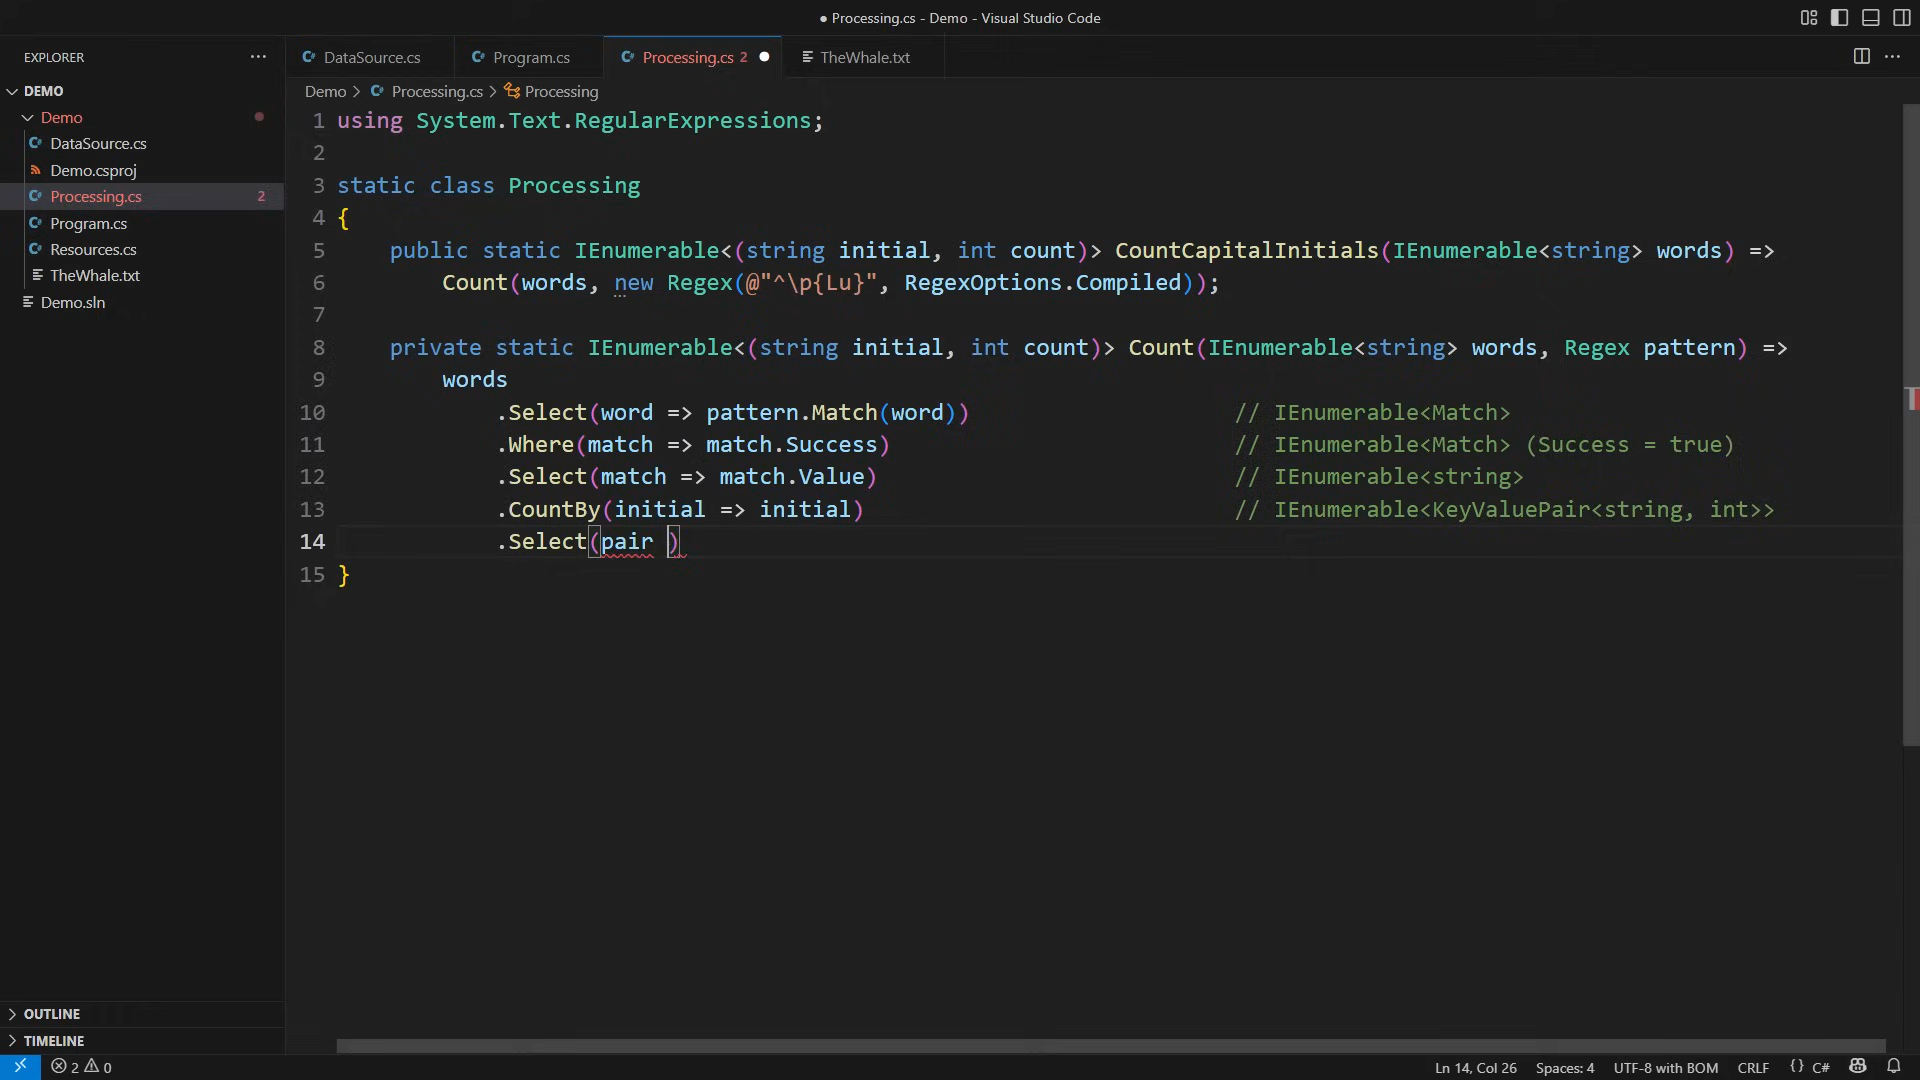 ● Processing.cs - Demo - Visual Studio Code
EXPLORER
DEMO
Demo
DataSource.cs
Demo.csproj
Processing.cs 2
Program.cs
Resources.cs
TheWhale.txt
Demo.sln
OUTLINE
TIMELINE
DataSource.cs Program.cs Processing.cs 2 TheWhale.txt
Demo > Processing.cs > Processing
1 using System.Text.RegularExpressions;
2
3 static class Processing
4 {
5     public static IEnumerable<(string initial, int count)> CountCapitalInitials(IEnumerable<string> words) =>
6         Count(words, new Regex(@"^\p{Lu}", RegexOptions.Compiled));
7
8     private static IEnumerable<(string initial, int count)> Count(IEnumerable<string> words, Regex pattern) =>
9         words
10             .Select(word => pattern.Match(word))                    // IEnumerable<Match>
11             .Where(match => match.Success)                          // IEnumerable<Match> (Success = true)
12             .Select(match => match.Value)                           // IEnumerable<string>
13             .CountBy(initial => initial)                            // IEnumerable<KeyValuePair<string, int>>
14             .Select(pair )
15 }
2 0
Ln 14, Col 26 Spaces: 4 UTF-8 with BOM CRLF {} C#